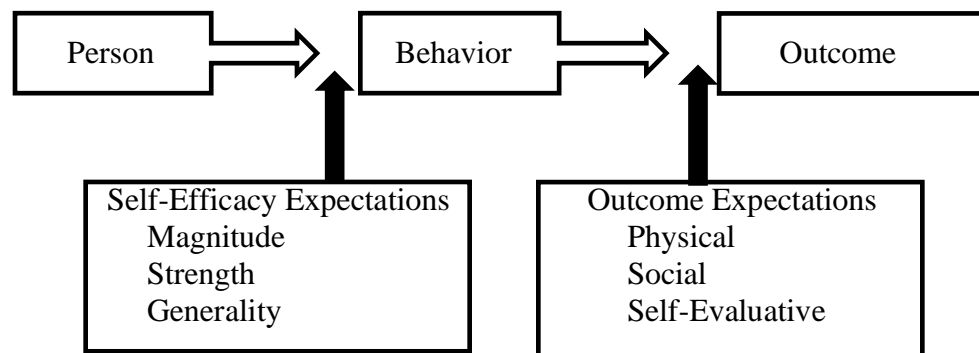 Person
Behavior
Outcome
Self-Efficacy Expectations
Magnitude
Strength
Generality
Outcome Expectations
Physical
Social
Self-Evaluative